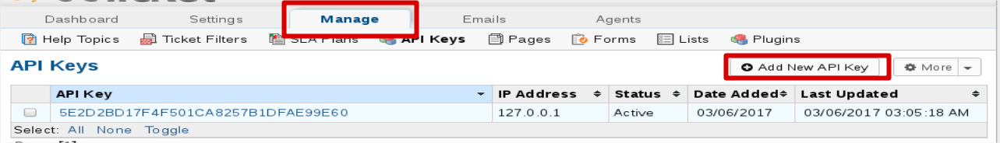 Dashboard Settings Manage Emails Agents
Help Topics Ticket Filters SLA Plans API Keys Pages Forms Lists Plugins
API Keys Add New API Key More
API Key IP Address Status Date Added Last Updated
5E2D2BD17F4F501CA8257B1DFAE99E60 127.0.0.1 Active 03/06/2017 03/06/2017 03:05:18 AM
Select: All None Toggle